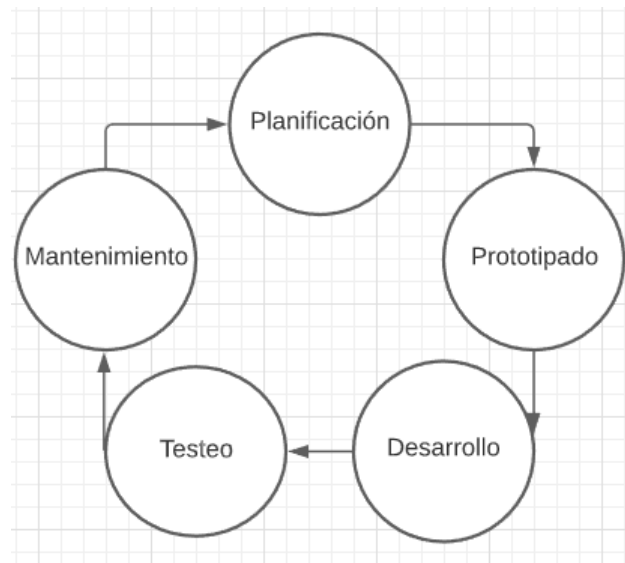 Planificación
Prototipado
Desarrollo
Testeo
Mantenimiento